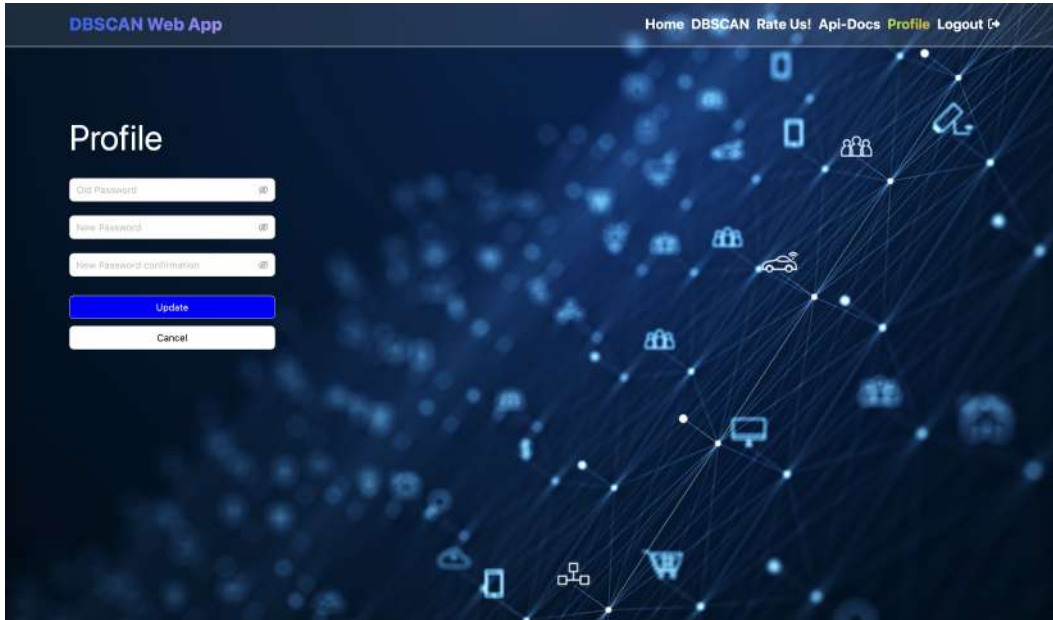 DBSCAN Web App
Home DBSCAN Rate Us! Api-Docs Profile Logout
Profile
Old Password
New Password
New Password confirmation
Update
Cancel